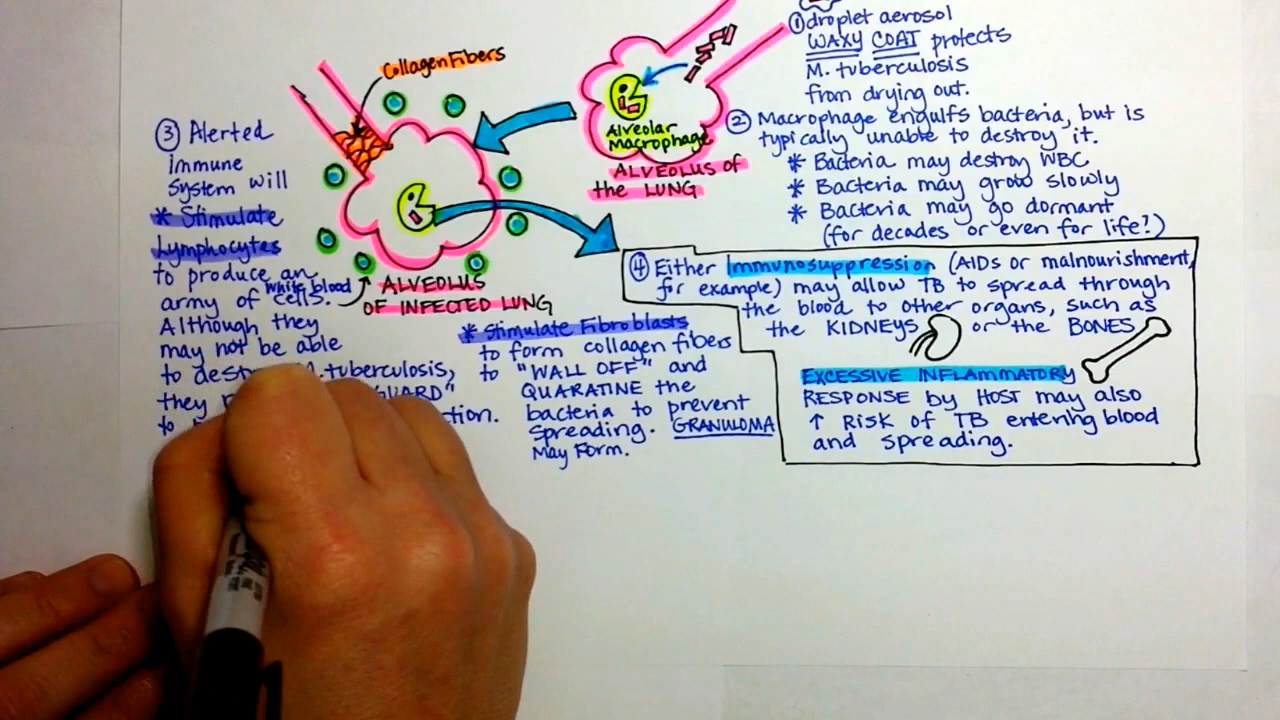 ① droplet aerosol
WAXY COAT protects
M. tuberculosis
from drying out.
② Macrophage engulfs bacteria, but is
typically unable to destroy it.
* Bacteria may destroy WBC
* Bacteria may grow slowly
* Bacteria may go dormant
(for decades or even for life?)
Alveolar
Macrophage
ALVEOLUS of
the LUNG
Collagen Fibers
③ Alerted
immune
system will
* Stimulate
Lymphocytes
to produce an
army of white blood
cells.
Although they
may not be able
to M. tuberculosis,
they GUARD"
to
ALVEOLUS
OF INFECTED LUNG
* Stimulate Fibroblasts
to form collagen fibers
to "WALL OFF" and
QUARATINE the
bacteria to prevent
spreading. GRANULOMA
May Form.
④ Either Immunosuppression (AIDs or malnourishment,
for example) may allow TB to spread through
the blood to other organs, such as
the KIDNEYS or the BONES
EXCESSIVE INFLAMMATORY
RESPONSE by HOST may also
↑ Risk of TB entering blood
and spreading.